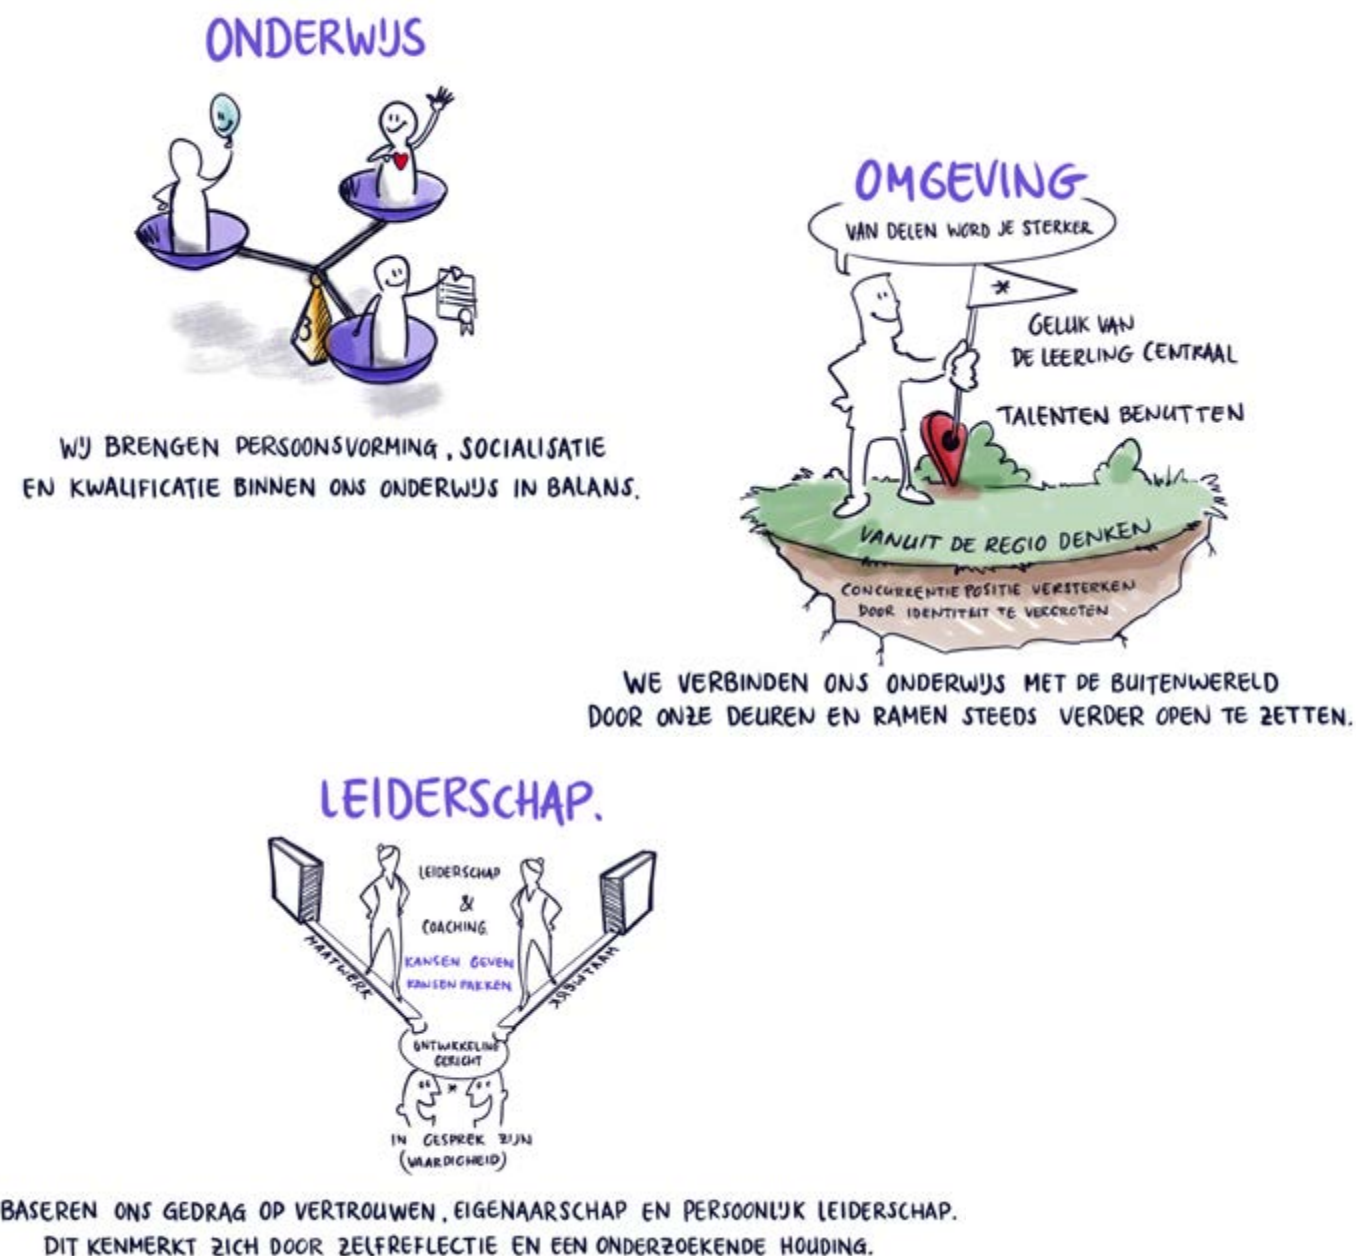 ONDERWIJS
3
WIJ BRENGEN PERSOONSVORMING, SOCIALISATIE
EN KWALIFICATIE BINNEN ONS ONDERWIJS IN BALANS.
OMGEVING
VAN DELEN WORD JE STERKER
GELUK VAN
DE LEERLING CENTRAAL
TALENTEN BENUTTEN
VANUIT DE REGIO DENKEN
CONCURRENTIE POSITIE VERSTERKEN
DOOR IDENTITEIT TE VERGROTEN
WE VERBINDEN ONS ONDERWIJS MET DE BUITENWERELD
DOOR ONZE DEUREN EN RAMEN STEEDS VERDER OPEN TE ZETTEN.
LEIDERSCHAP.
LEIDERSCHAP
&
COACHING
KANSEN GEVEN
KANSEN PAKKEN
MAATWERK
MAATWERK
ONTWIKKELING
GERICHT
IN GESPREK ZIJN
(VAARDIGHEID)
BASEREN ONS GEDRAG OP VERTROUWEN, EIGENAARSCHAP EN PERSOONLIJK LEIDERSCHAP.
DIT KENMERKT ZICH DOOR ZELFREFLECTIE EN EEN ONDERZOEKENDE HOUDING.